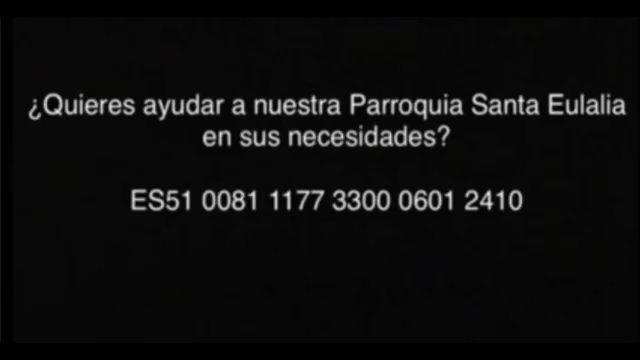 ¿Quieres ayudar a nuestra Parroquia Santa Eulalia
en sus necesidades?
ES51 0081 1177 3300 0601 2410